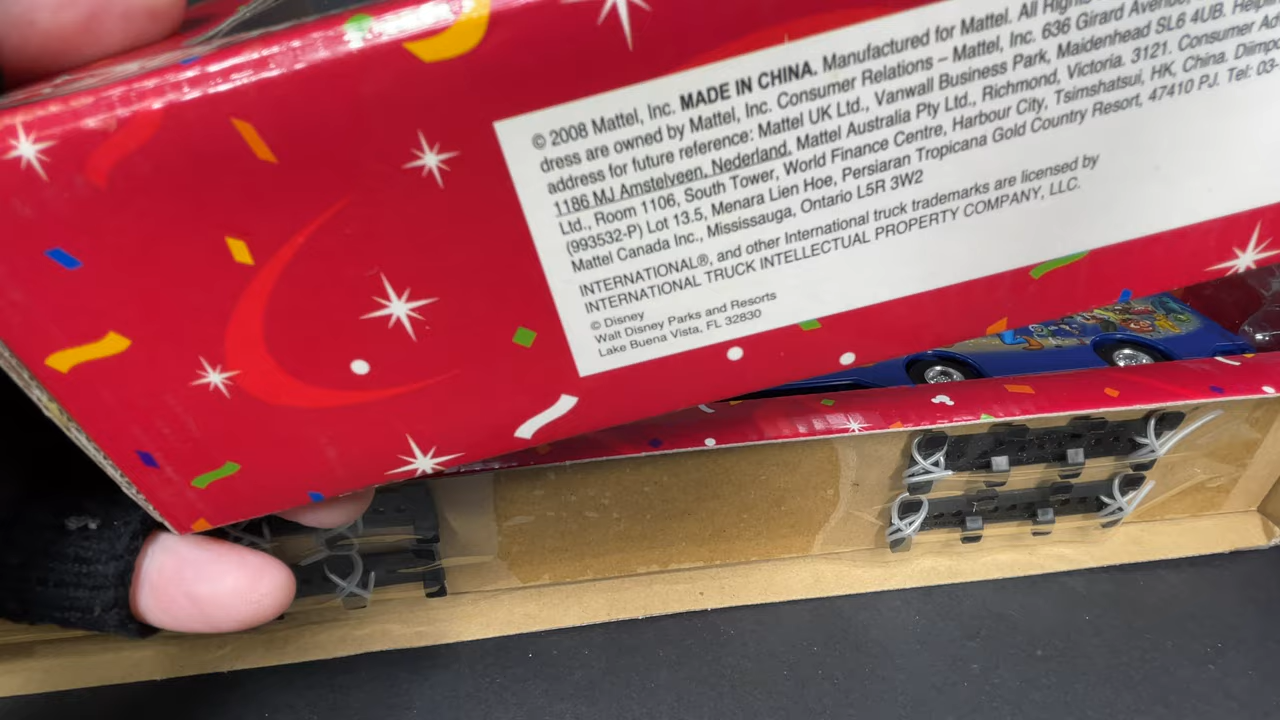 © 2008 Mattel, Inc. MADE IN CHINA. Manufactured for Mattel. All Rights
dress are owned by Mattel, Inc. Consumer Relations – Mattel, Inc. 636 Girard Avenue,
address for future reference: Mattel UK Ltd., Vanwall Business Park, Maidenhead SL6 4UB. Helpline
1186 MJ Amstelveen, Nederland. Mattel Australia Pty Ltd., Richmond, Victoria. 3121. Consumer Ad
Ltd., Room 1106, South Tower, World Finance Centre, Harbour City, Tsimshatsui, HK, China. Diimpo
(993532-P) Lot 13.5, Menara Lien Hoe, Persiaran Tropicana Gold Country Resort, 47410 PJ. Tel: 03-
Mattel Canada Inc., Mississauga, Ontario L5R 3W2
INTERNATIONAL®, and other International truck trademarks are licensed by
INTERNATIONAL TRUCK INTELLECTUAL PROPERTY COMPANY, LLC.
© Disney
Walt Disney Parks and Resorts
Lake Buena Vista, FL 32830